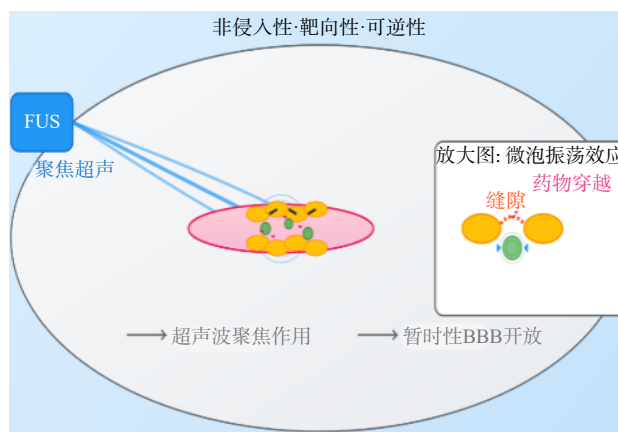 非侵入性·靶向性·可逆性
FUS
聚焦超声
放大图: 微泡振荡效应
药物穿越
缝隙
超声波聚焦作用
暂时性BBB开放